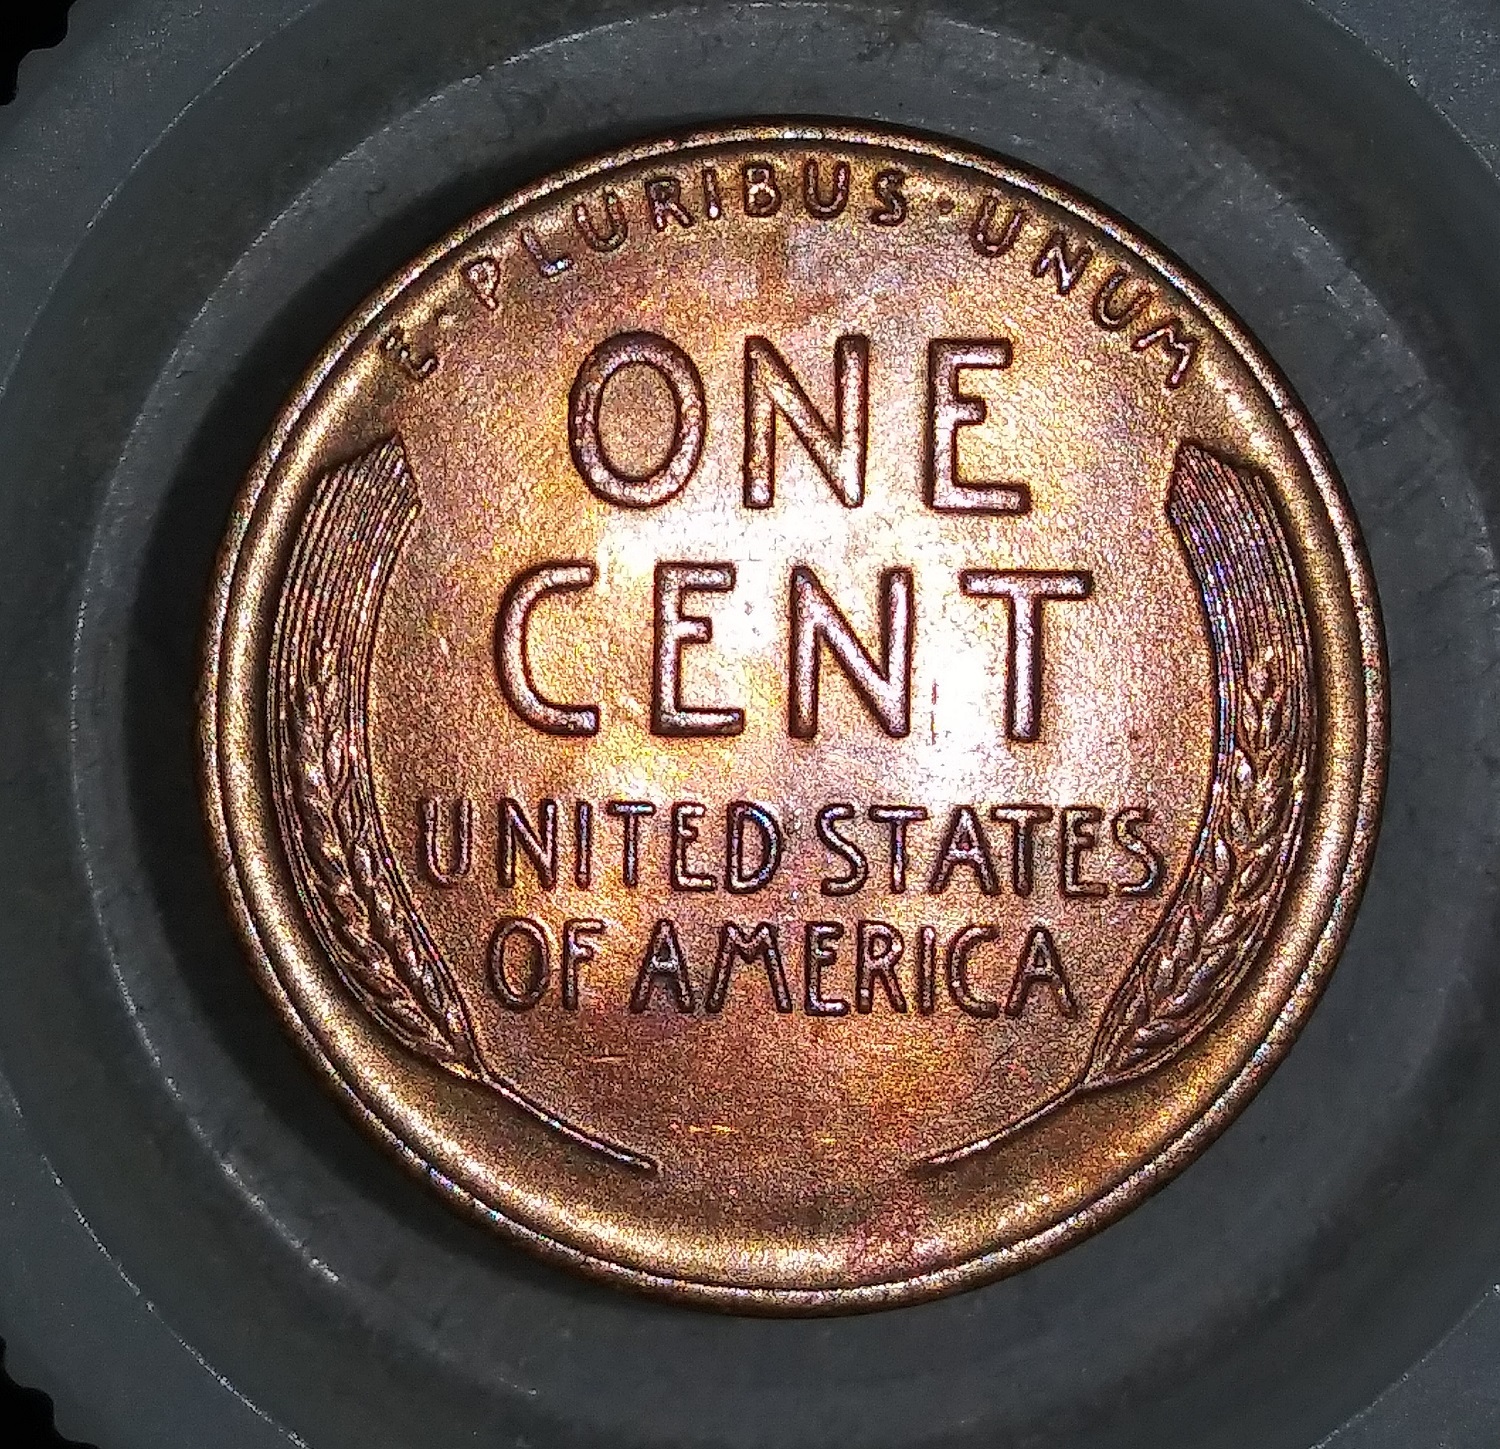 E·PLURIBUS·UNUM
ONE
CENT
UNITED STATES
OF AMERICA